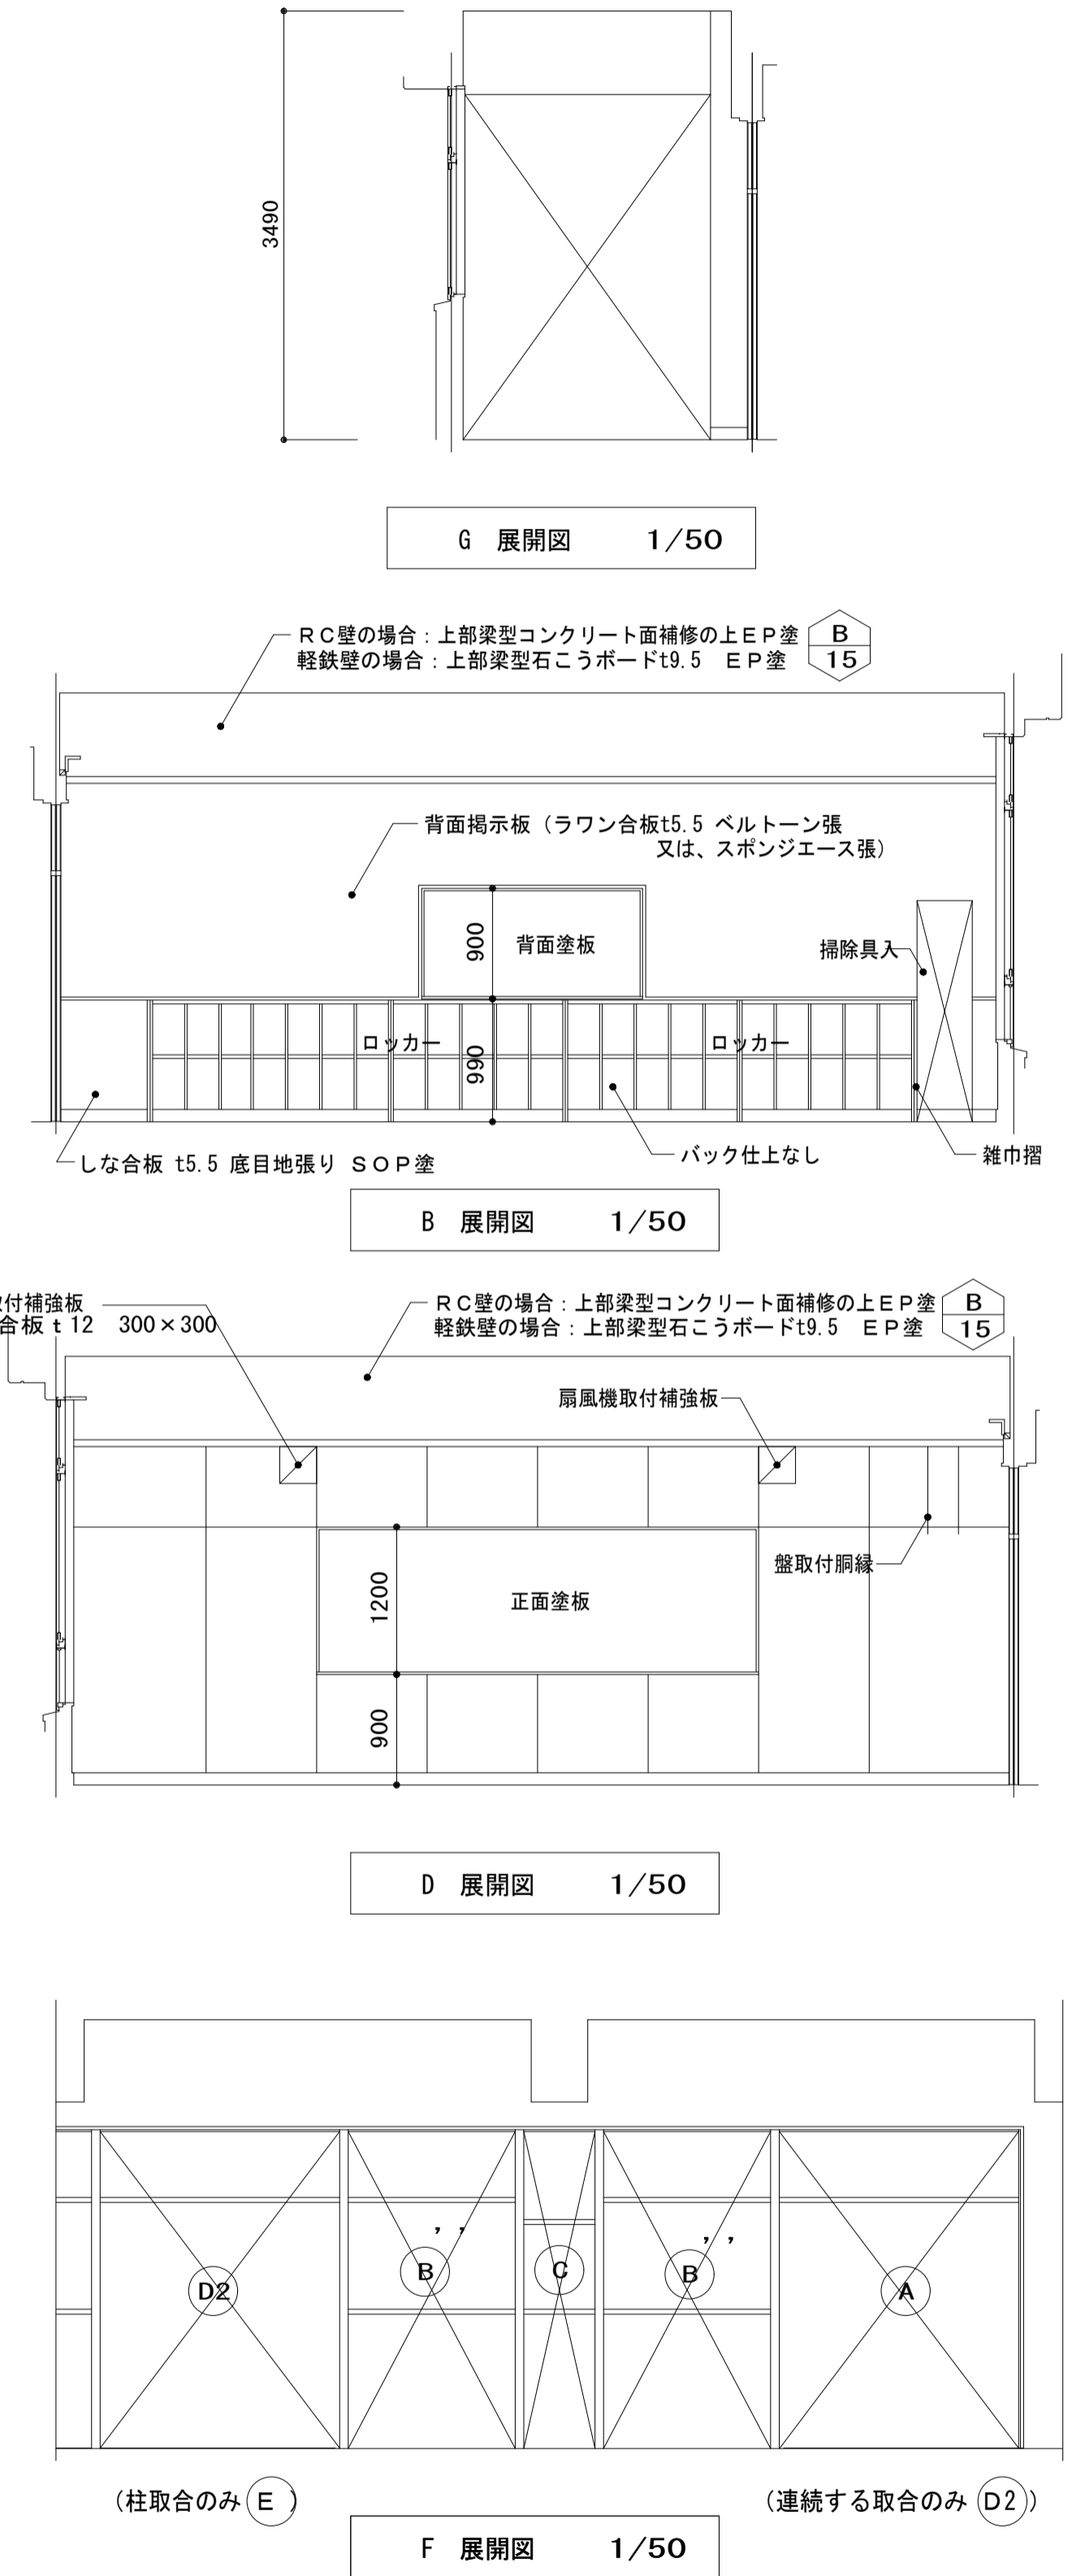 3490
G 展開図 1/50
RC壁の場合：上部梁型コンクリート面補修の上EP塗
軽鉄壁の場合：上部梁型石こうボードt9.5 EP塗
B
15
背面掲示板（ラワン合板t5.5 ベルトーン張
又は、スポンジエース張）
900
背面塗板
掃除具入
ロッカー
ロッカー
990
しな合板 t5.5 底目地張り SOP塗
バック仕上なし
雑巾摺
B 展開図 1/50
付補強板
合板 t12 300×300
RC壁の場合：上部梁型コンクリート面補修の上EP塗
軽鉄壁の場合：上部梁型石こうボードt9.5 EP塗
B
15
扇風機取付補強板
盤取付胴縁
1200
正面塗板
900
D 展開図 1/50
D2
B ''
C
B ''
A
（柱取合のみ E ）
（連続する取合のみ D2 ）
F 展開図 1/50